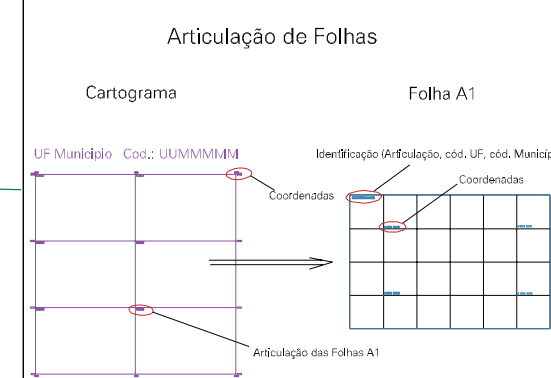 Articulação de Folhas
Cartograma
Folha A1
UF Municipio Cod.: UUMMMMM
Identificação (Articulação, cód. UF, cód. Municíp
Coordenadas
Coordenadas
Articulação das Folhas A1